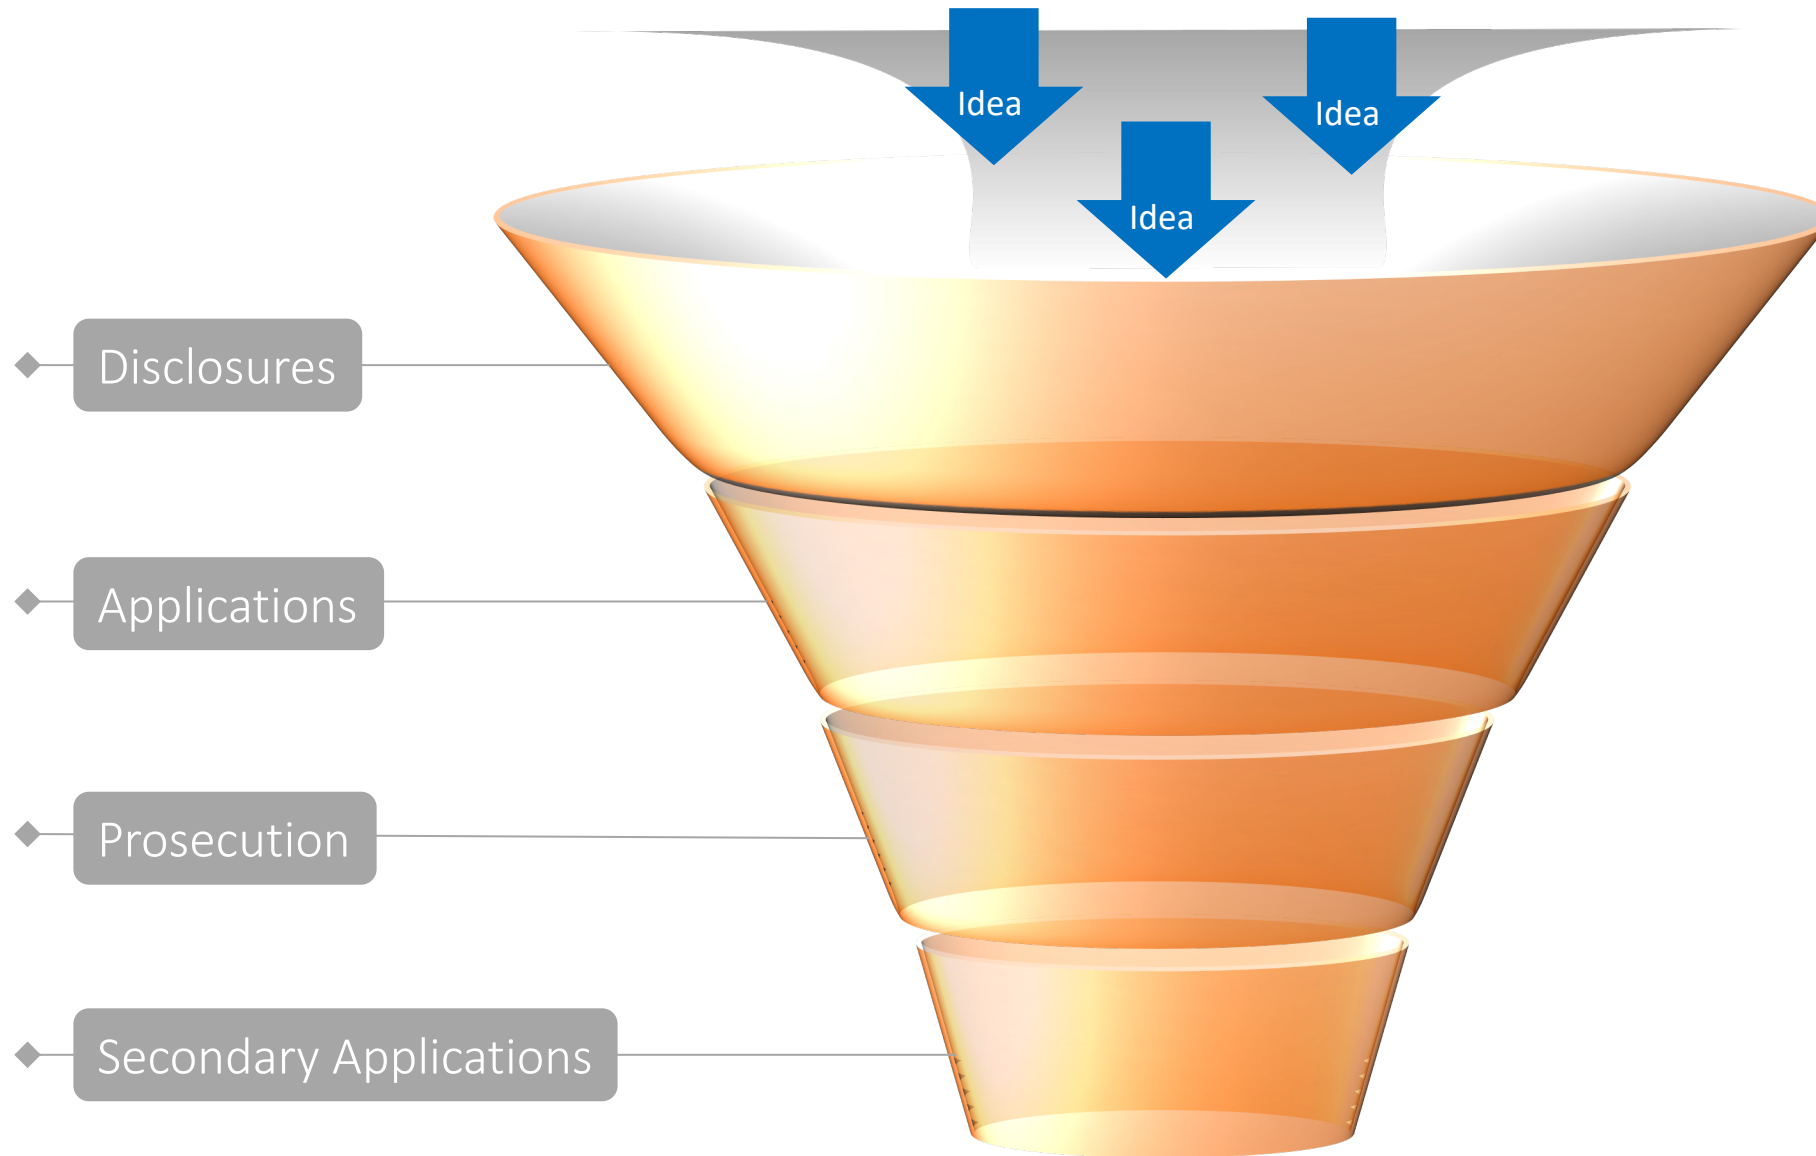 Idea
Idea
Idea
Disclosures
Applications
Prosecution
Secondary Applications